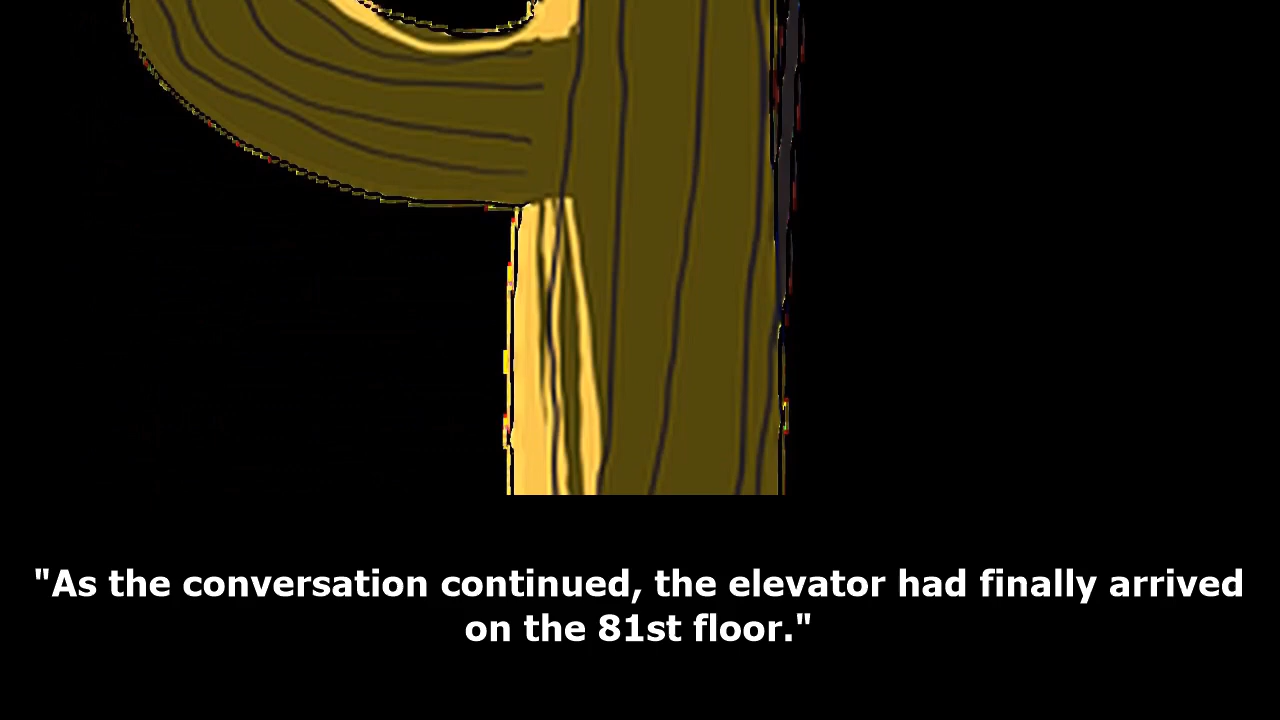 "As the conversation continued, the elevator had finally arrived
on the 81st floor."